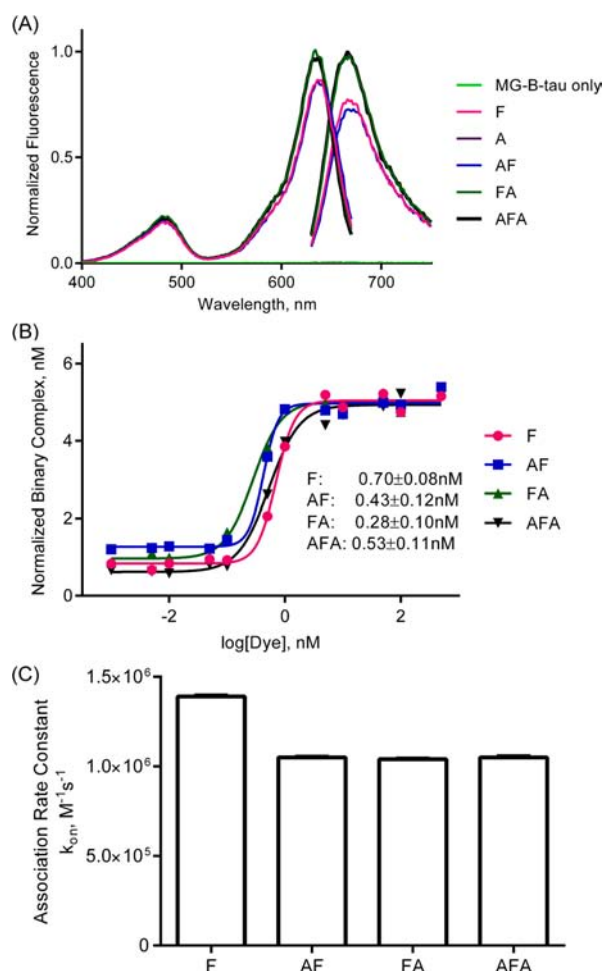 (A)
Normalized Fluorescence
1.0
0.5
0.0
400
500
600
700
Wavelength, nm
MG-B-tau only
F
A
AF
FA
AFA
(B)
Normalized Binary Complex, nM
6
4
2
0
-2
0
2
log[Dye], nM
F
AF
FA
AFA
F: 0.70±0.08nM
AF: 0.43±0.12nM
FA: 0.28±0.10nM
AFA: 0.53±0.11nM
(C)
Association Rate Constant
kon, M-1s-1
1.5×10⁶
1.0×10⁶
5.0×10⁵
0
F
AF
FA
AFA